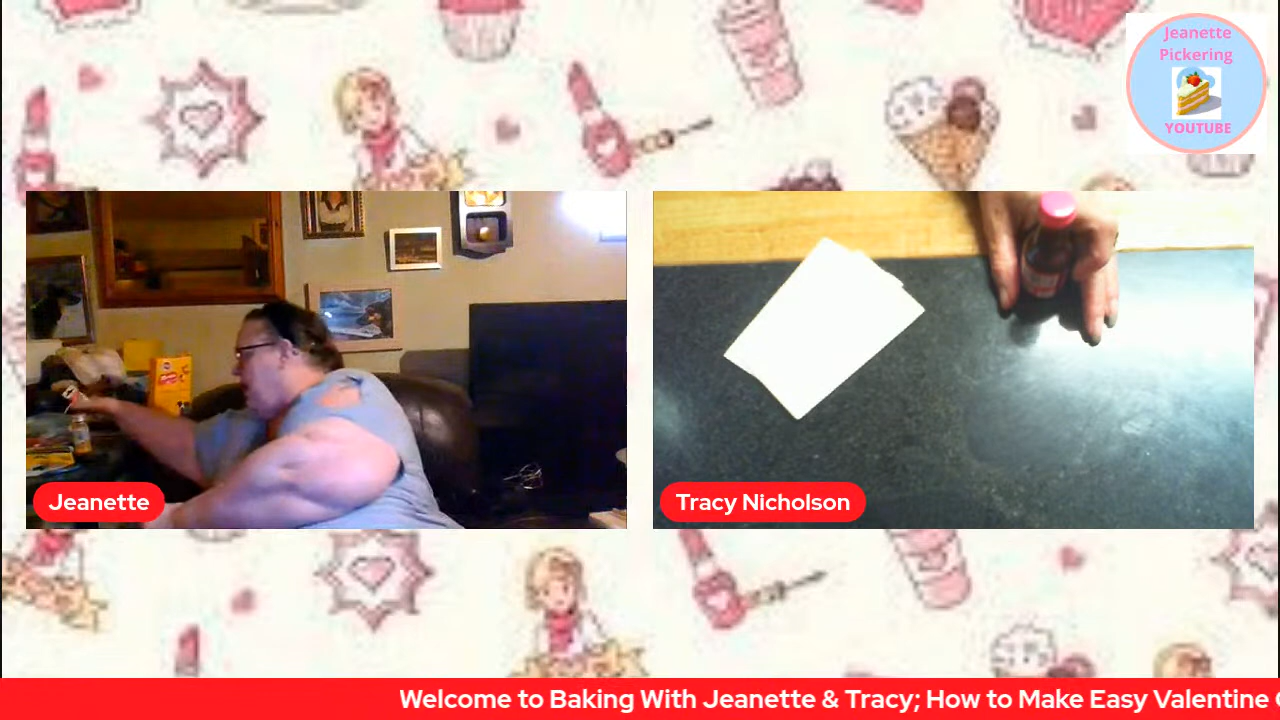 Jeanette
Pickering
YOUTUBE
Jeanette
Tracy Nicholson
Welcome to Baking With Jeanette & Tracy; How to Make Easy Valentine